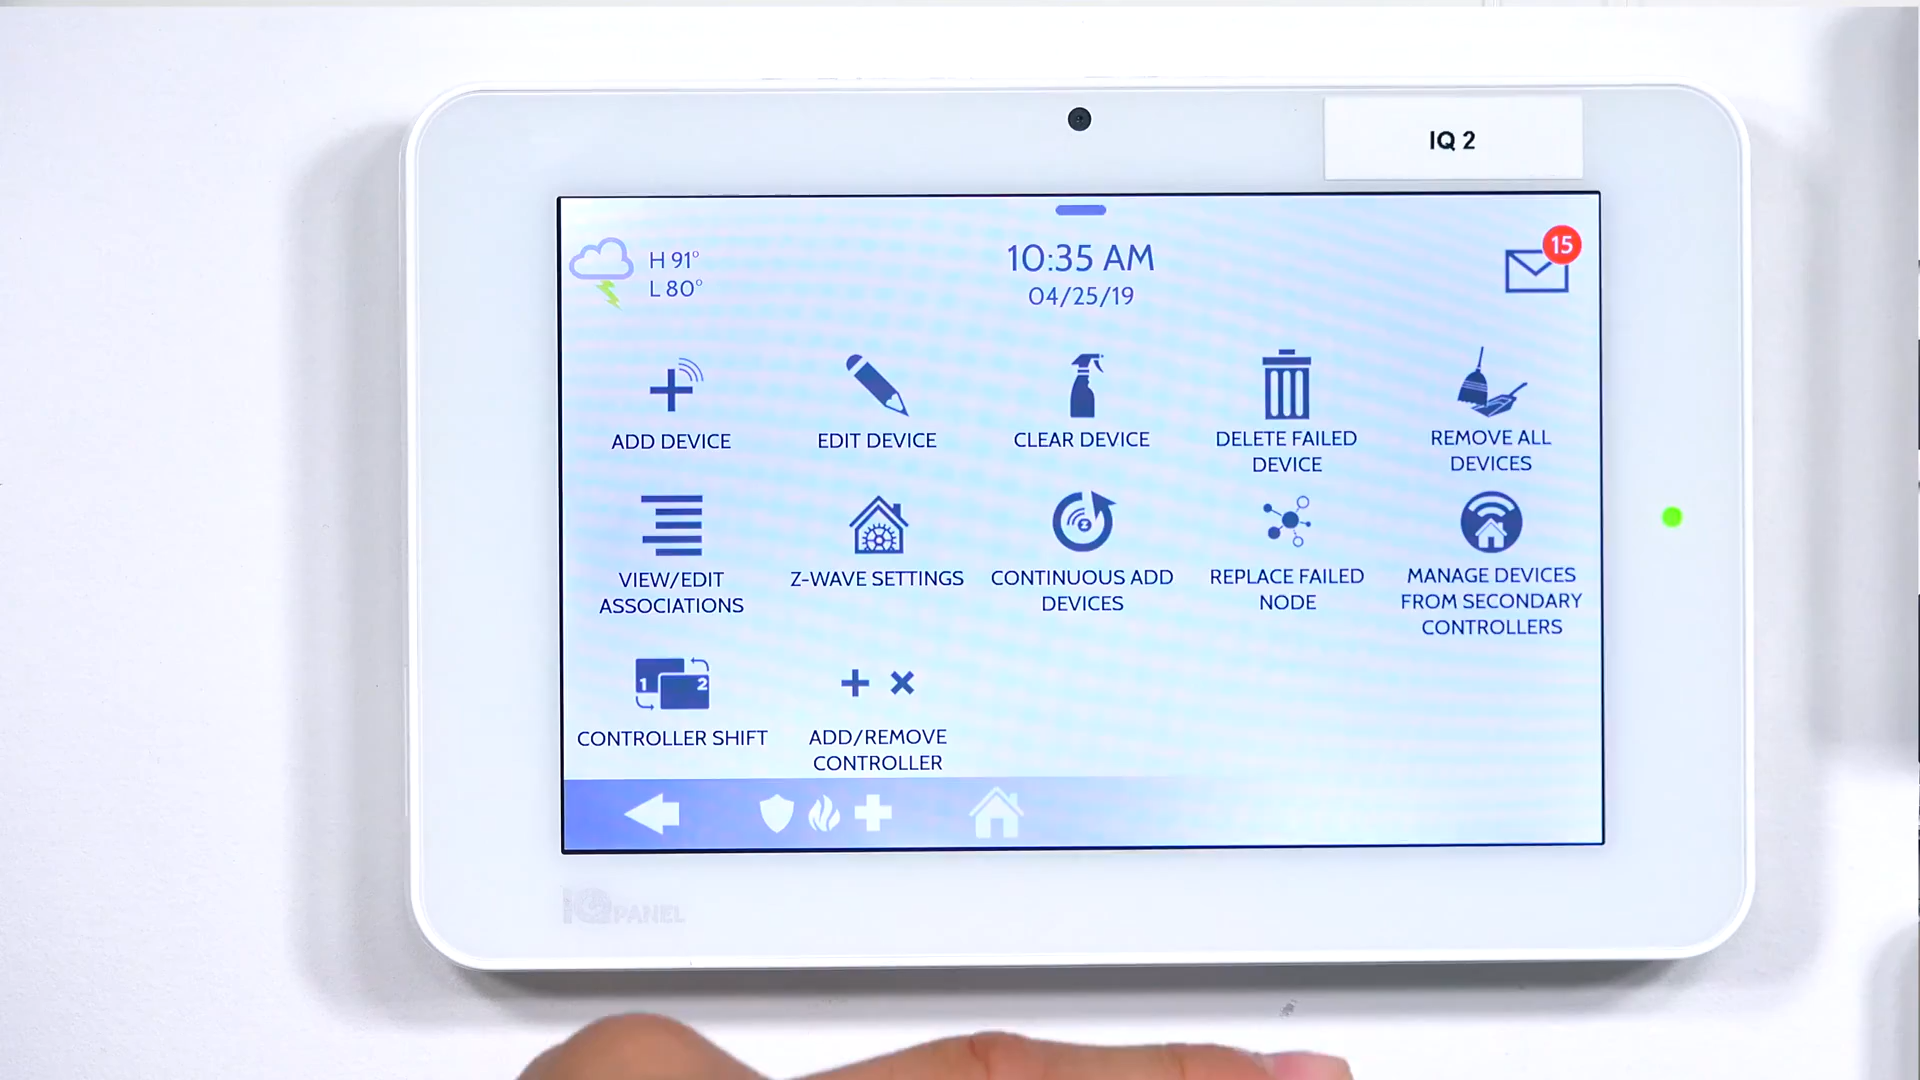 IQ 2
H 91°
L 80°
10:35 AM
04/25/19
15
ADD DEVICE
EDIT DEVICE
CLEAR DEVICE
DELETE FAILED
DEVICE
REMOVE ALL
DEVICES
VIEW/EDIT
ASSOCIATIONS
Z-WAVE SETTINGS
CONTINUOUS ADD
DEVICES
REPLACE FAILED
NODE
MANAGE DEVICES
FROM SECONDARY
CONTROLLERS
1 2
CONTROLLER SHIFT
ADD/REMOVE
CONTROLLER
IQ PANEL